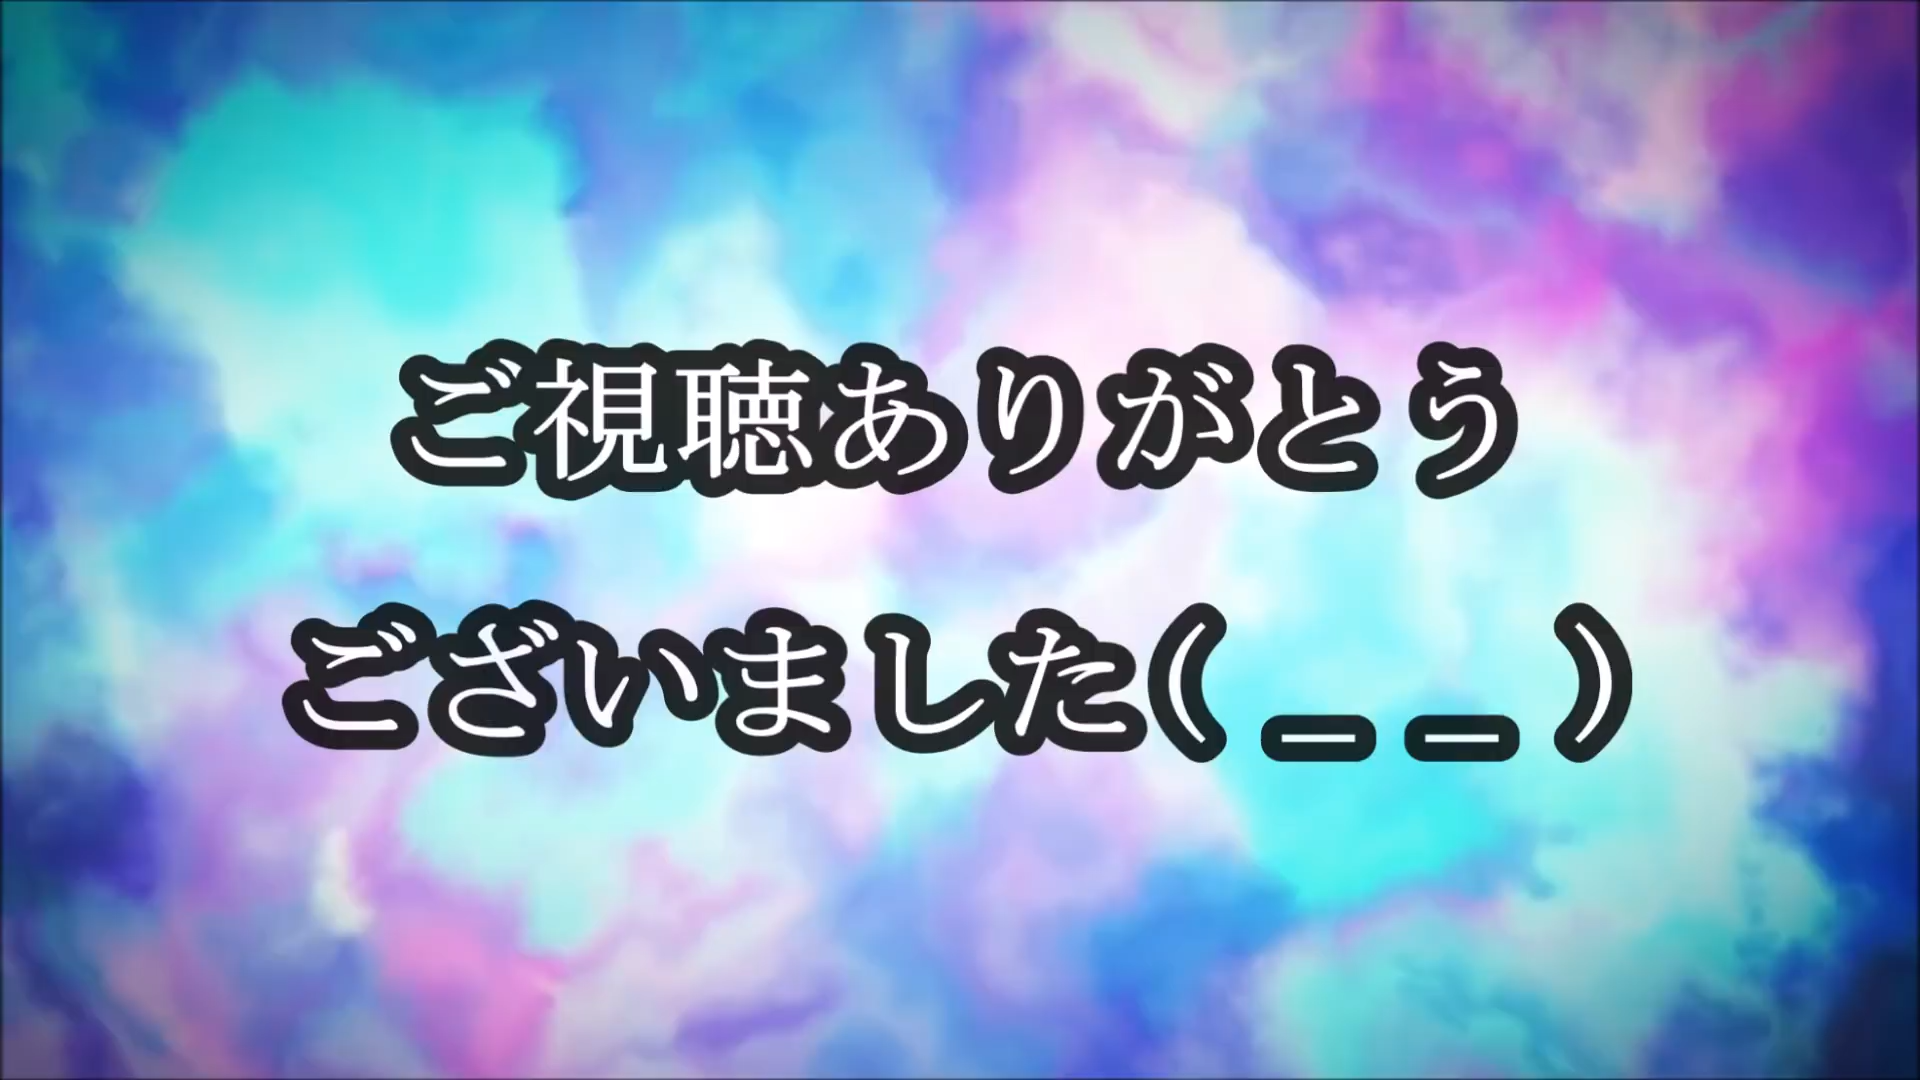 ご視聴ありがとう
ございました( _ _ )